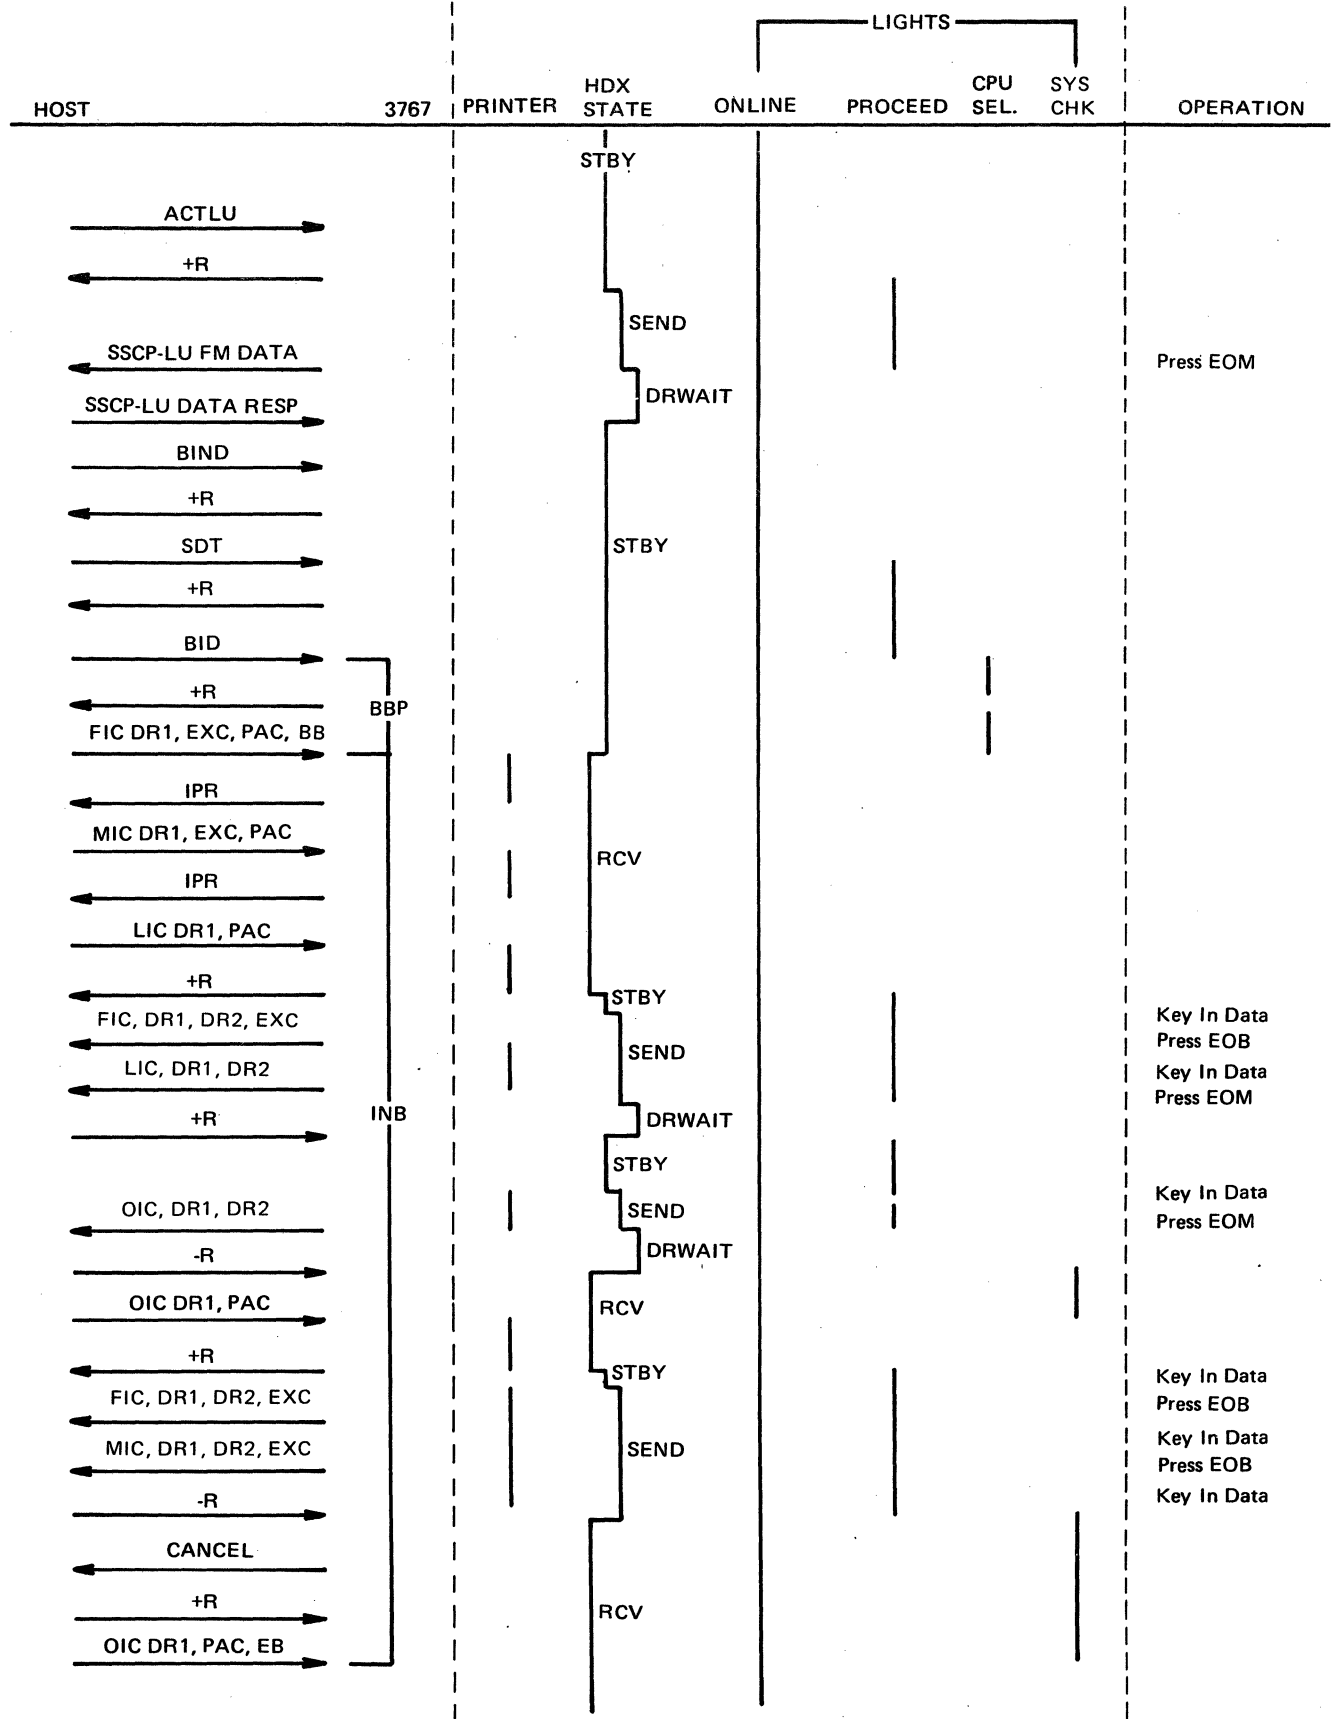 LIGHTS
HOST
3767
PRINTER
HDX
STATE
ONLINE
PROCEED
CPU
SEL.
SYS
CHK
OPERATION
STBY
ACTLU
+R
SEND
SSCP-LU FM DATA
Press EOM
DRWAIT
SSCP-LU DATA RESP
BIND
+R
SDT
STBY
+R
BID
+R
BBP
FIC DR1, EXC, PAC, BB
IPR
MIC DR1, EXC, PAC
RCV
IPR
LIC DR1, PAC
+R
STBY
FIC, DR1, DR2, EXC
Key In Data
Press EOB
SEND
LIC, DR1, DR2
Key In Data
Press EOM
INB
+R
DRWAIT
STBY
Key In Data
OIC, DR1, DR2
SEND
Press EOM
-R
DRWAIT
OIC DR1, PAC
RCV
+R
STBY
Key In Data
FIC, DR1, DR2, EXC
Press EOB
MIC, DR1, DR2, EXC
SEND
Key In Data
Press EOB
-R
Key In Data
CANCEL
+R
RCV
OIC DR1, PAC, EB